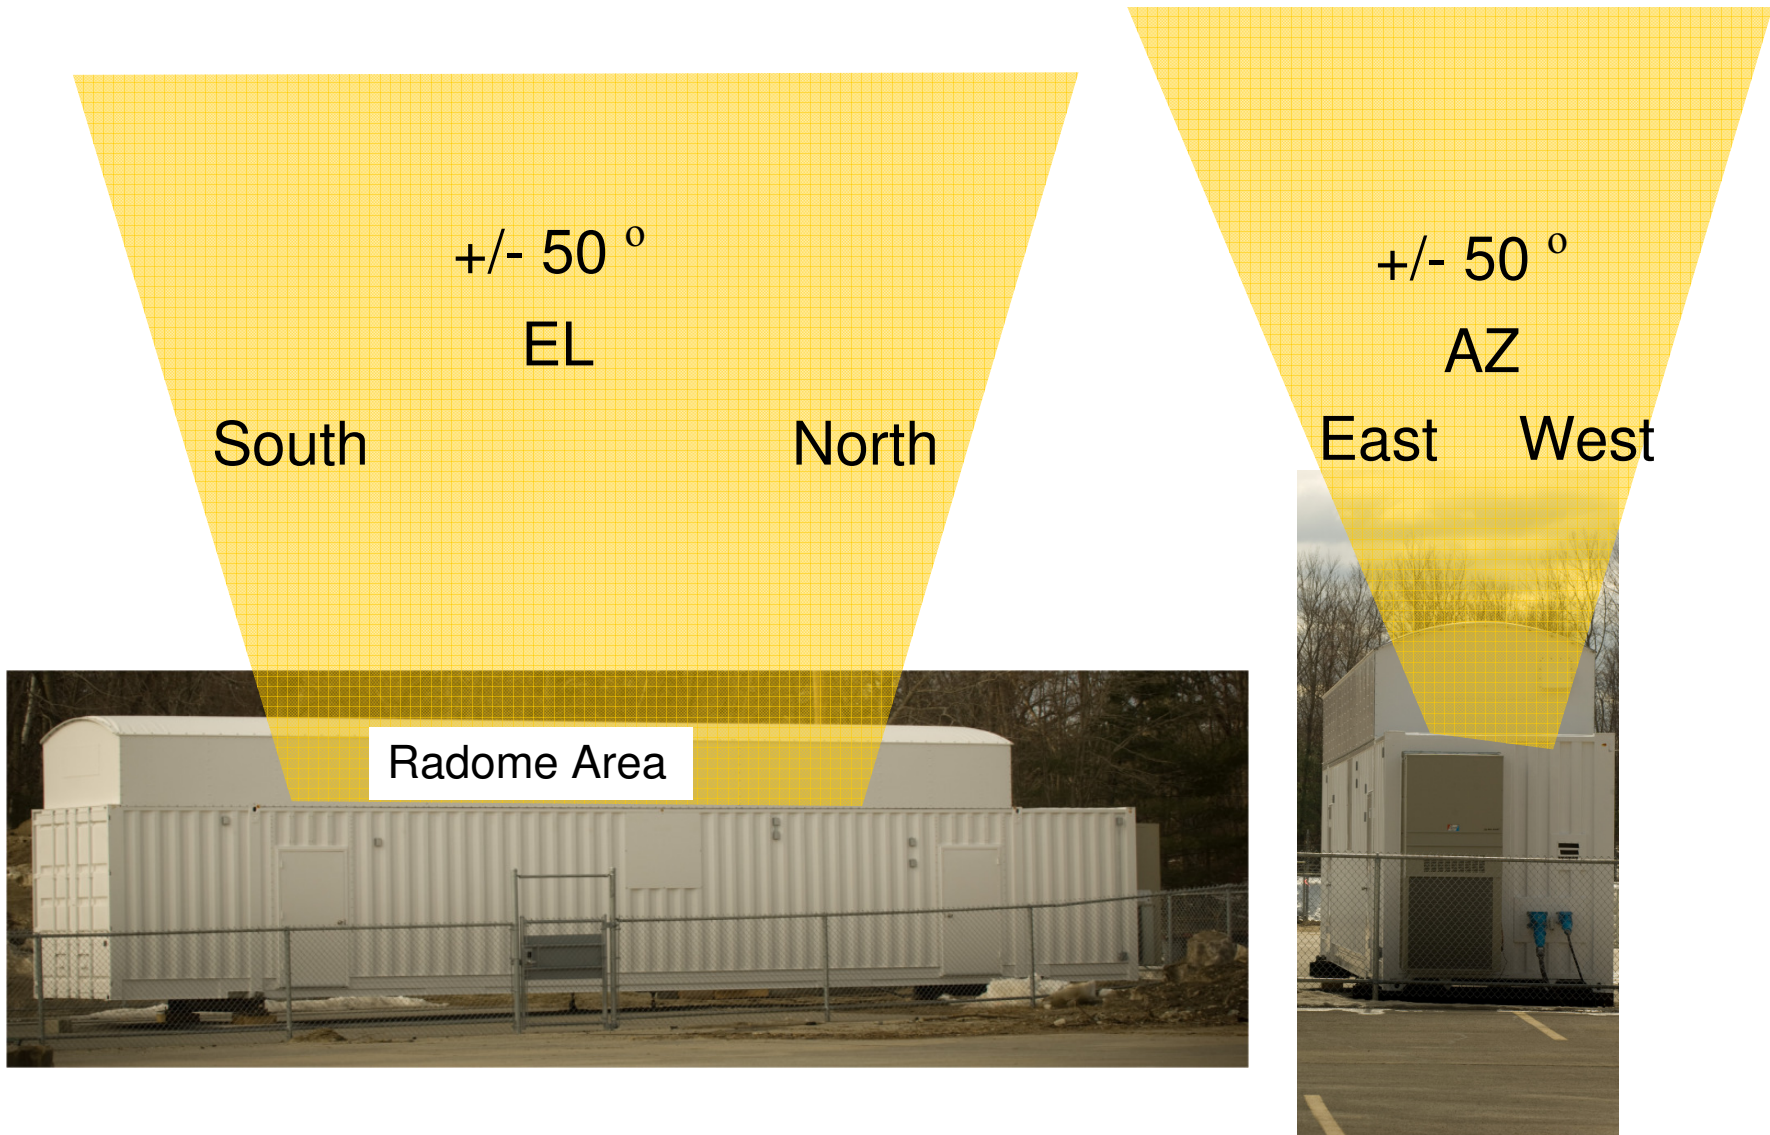 +/- 50 º
EL
South
North
Radome Area
+/- 50 º
AZ
East
West